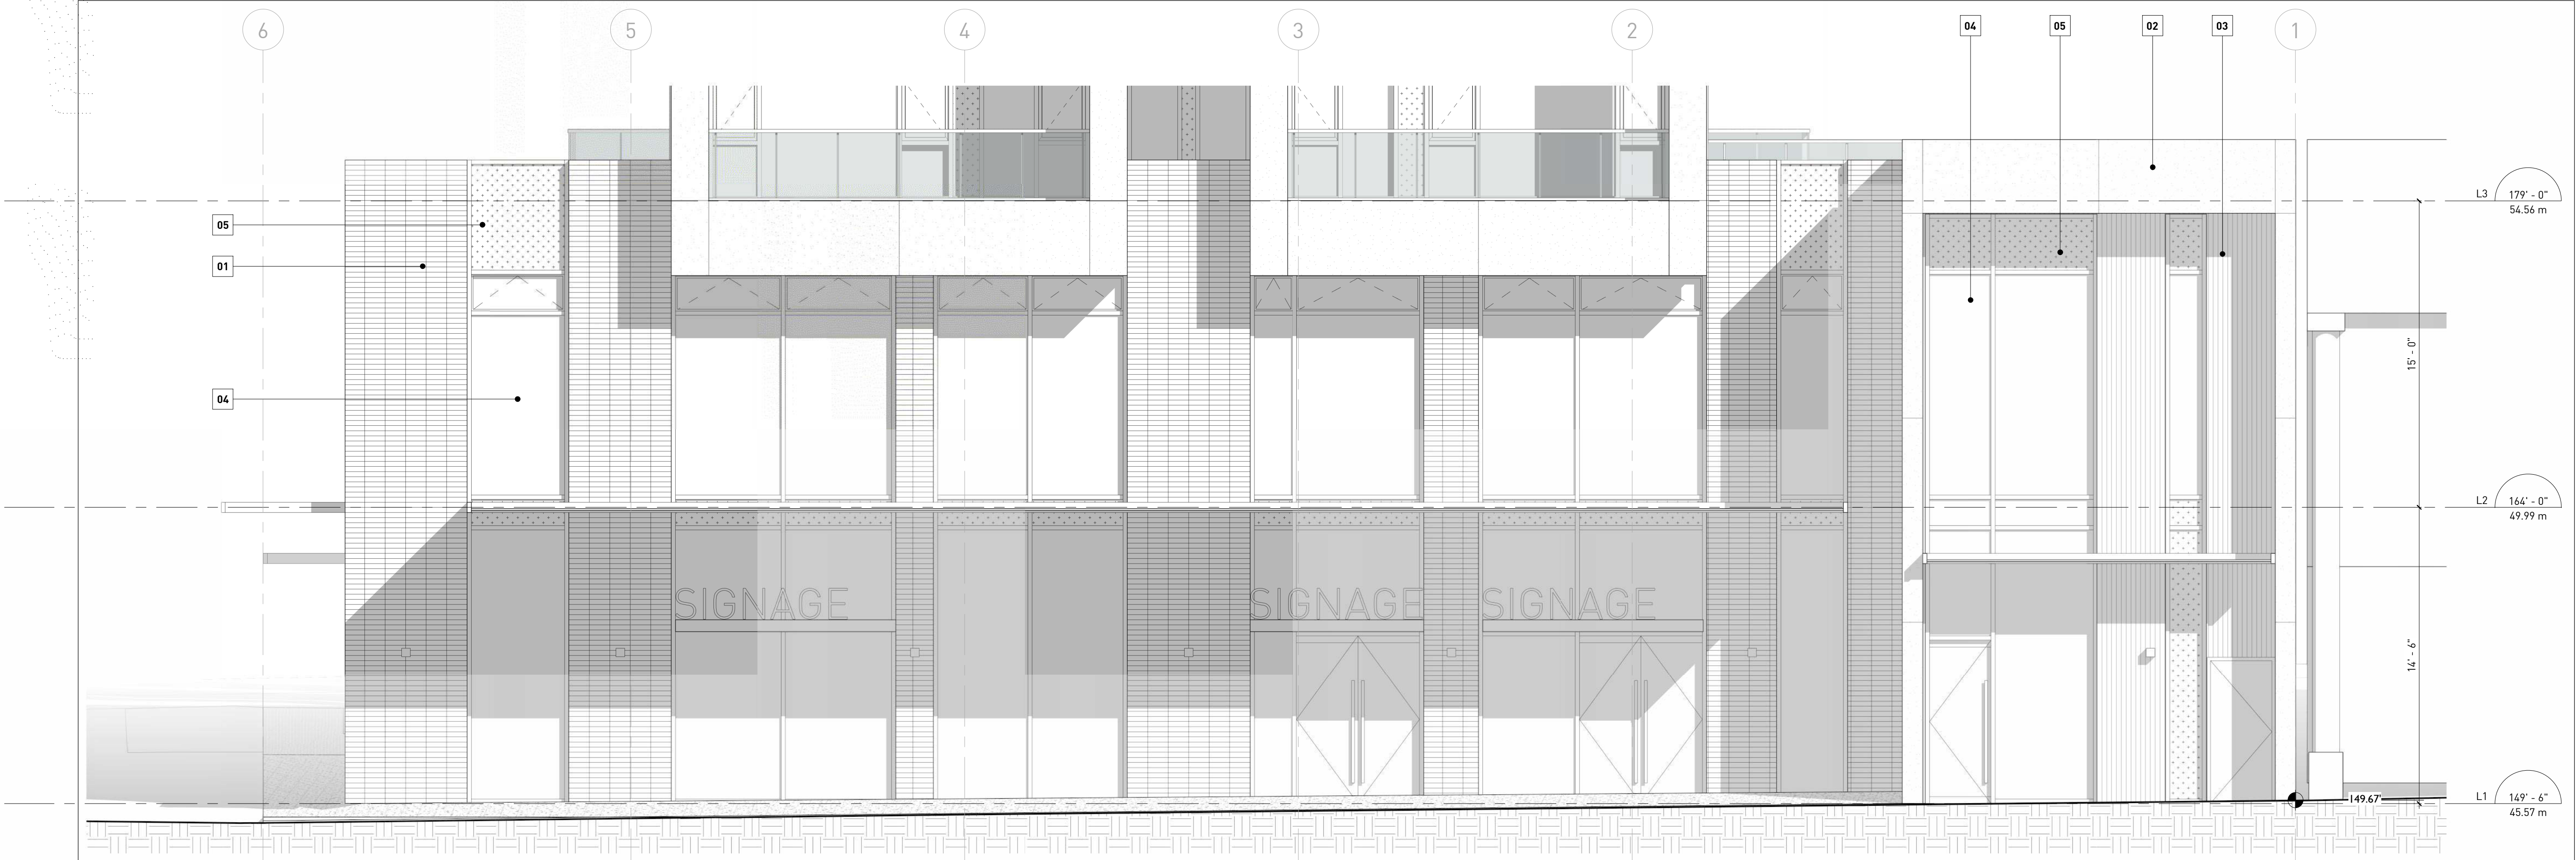 6 5 4 3 2 04 05 02 03 1
L3 179' - 0"
54.56 m
05
01
15' - 0"
04
L2 164' - 0"
49.99 m
SIGNAGE SIGNAGE SIGNAGE
14' - 6"
149.67'
L1 149' - 6"
45.57 m